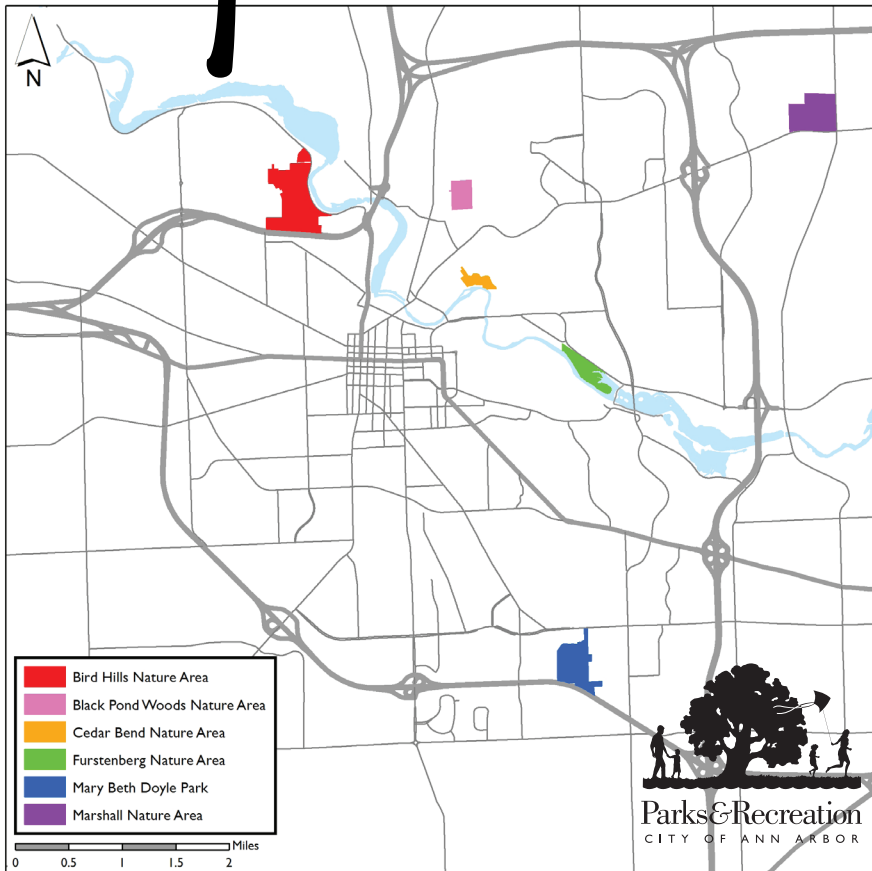 N
Bird Hills Nature Area
Black Pond Woods Nature Area
Cedar Bend Nature Area
Furstenberg Nature Area
Mary Beth Doyle Park
Marshall Nature Area
Miles
0 0.5 1 1.5 2
Parks&Recreation
CITY OF ANN ARBOR